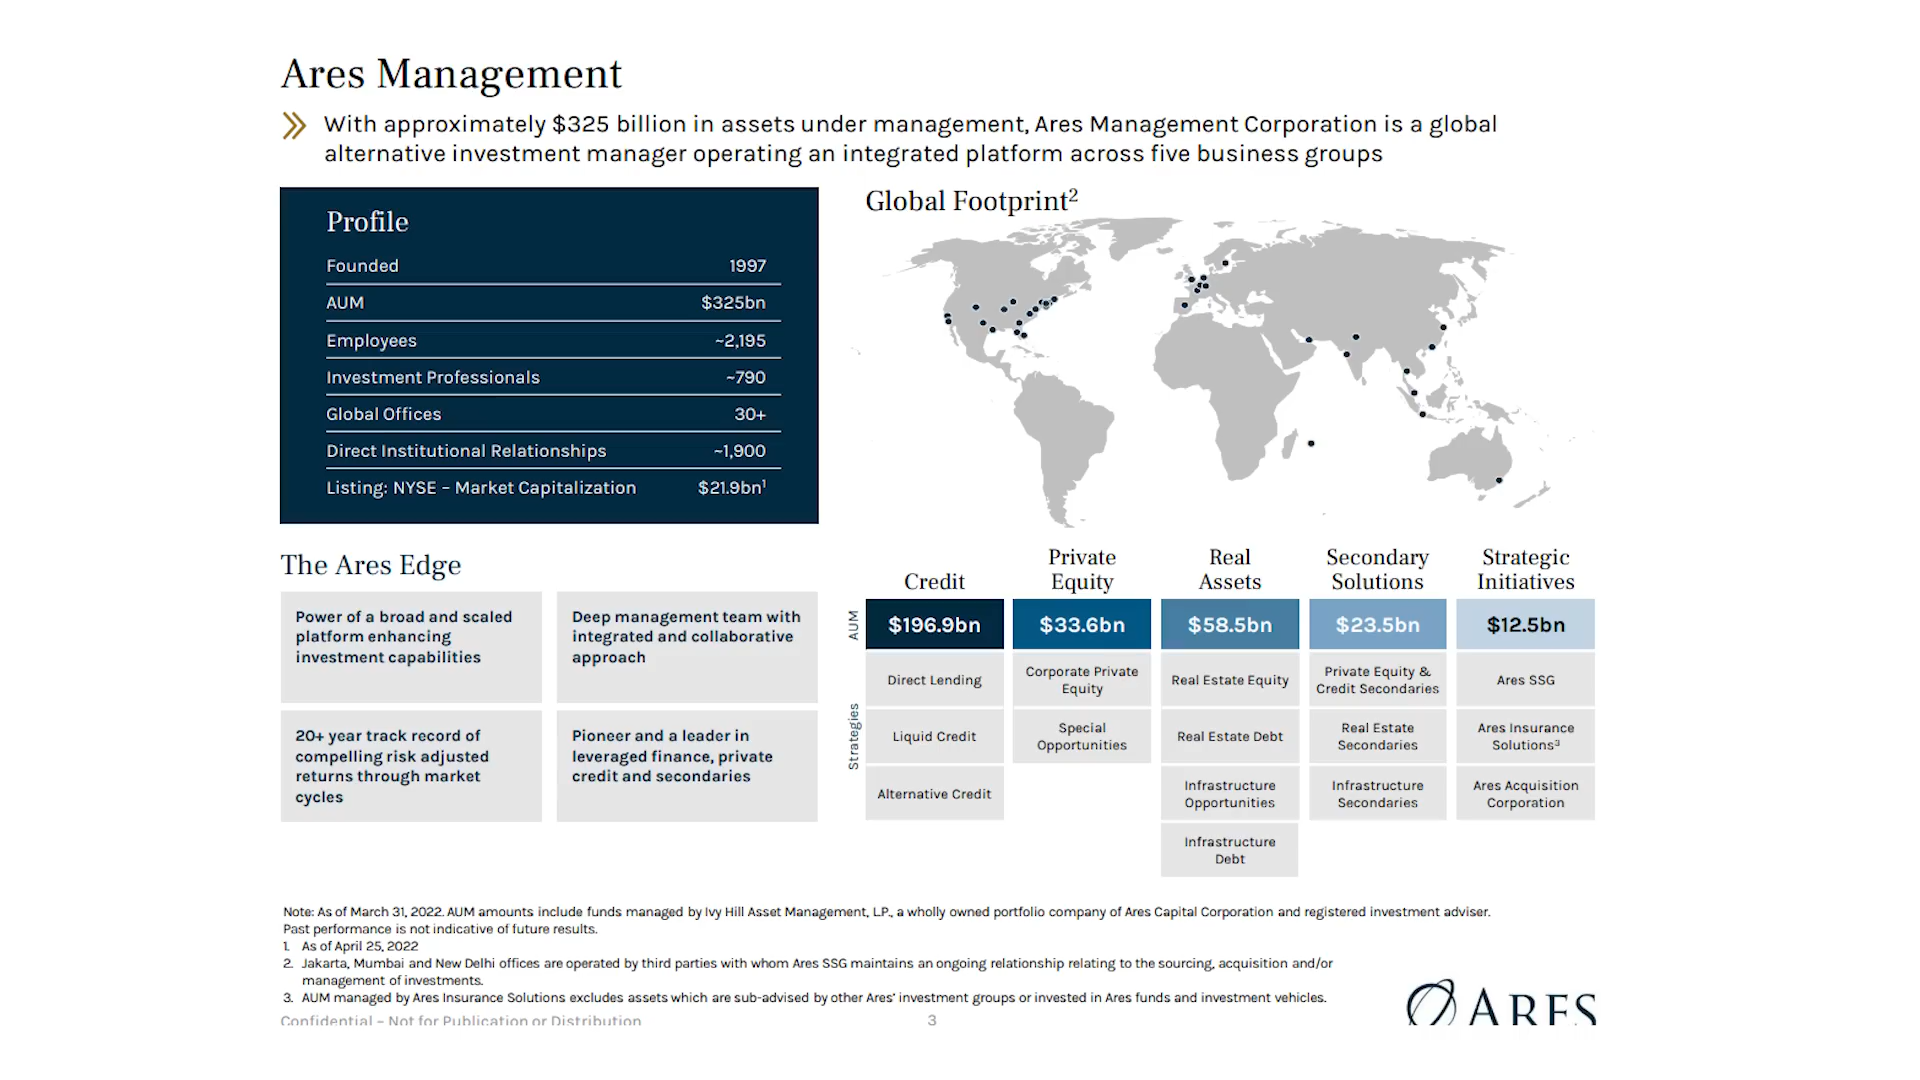 Ares Management
With approximately $325 billion in assets under management, Ares Management Corporation is a global
alternative investment manager operating an integrated platform across five business groups
Profile
Founded 1997
AUM $325bn
Employees ~2,195
Investment Professionals ~790
Global Offices 30+
Direct Institutional Relationships ~1,900
Listing: NYSE – Market Capitalization $21.9bn¹
Global Footprint²
The Ares Edge
Power of a broad and scaled
platform enhancing
investment capabilities
Deep management team with
integrated and collaborative
approach
20+ year track record of
compelling risk adjusted
returns through market
cycles
Pioneer and a leader in
leveraged finance, private
credit and secondaries
AUM
Strategies
Credit
$196.9bn
Direct Lending
Liquid Credit
Alternative Credit
Private
Equity
$33.6bn
Corporate Private
Equity
Special
Opportunities
Real
Assets
$58.5bn
Real Estate Equity
Real Estate Debt
Infrastructure
Opportunities
Infrastructure
Debt
Secondary
Solutions
$23.5bn
Private Equity &
Credit Secondaries
Real Estate
Secondaries
Infrastructure
Secondaries
Strategic
Initiatives
$12.5bn
Ares SSG
Ares Insurance
Solutions³
Ares Acquisition
Corporation
Note: As of March 31, 2022. AUM amounts include funds managed by Ivy Hill Asset Management, L.P., a wholly owned portfolio company of Ares Capital Corporation and registered investment adviser.
Past performance is not indicative of future results.
1. As of April 25, 2022
2. Jakarta, Mumbai and New Delhi offices are operated by third parties with whom Ares SSG maintains an ongoing relationship relating to the sourcing, acquisition and/or
management of investments.
3. AUM managed by Ares Insurance Solutions excludes assets which are sub-advised by other Ares' investment groups or invested in Ares funds and investment vehicles.
Confidential – Not for Publication or Distribution
3
ARES